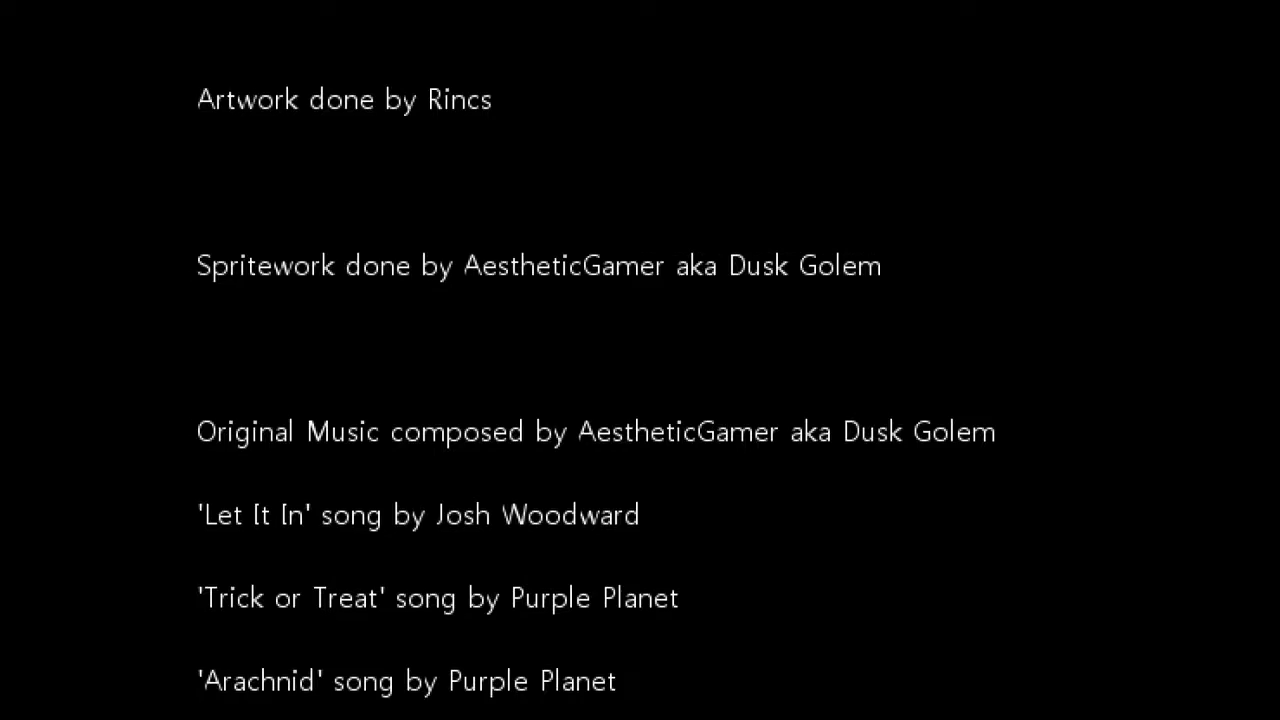 Artwork done by Rincs
Spritework done by AestheticGamer aka Dusk Golem
Original Music composed by AestheticGamer aka Dusk Golem
'Let It In' song by Josh Woodward
'Trick or Treat' song by Purple Planet
'Arachnid' song by Purple Planet